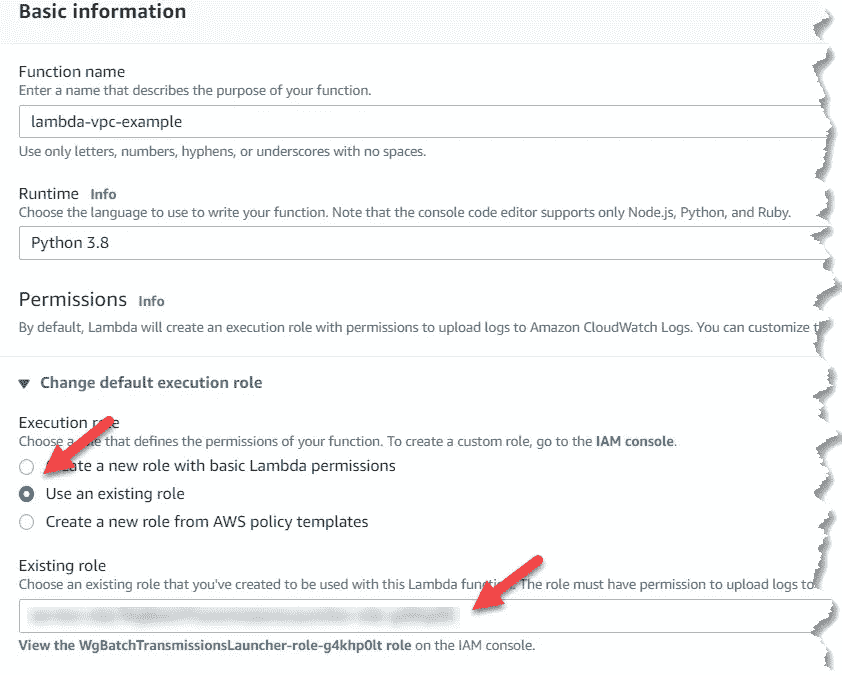 Basic information
Function name
Enter a name that describes the purpose of your function.
lambda-vpc-example
Use only letters, numbers, hyphens, or underscores with no spaces.
Runtime Info
Choose the language to use to write your function. Note that the console code editor supports only Node.js, Python, and Ruby.
Python 3.8
Permissions Info
By default, Lambda will create an execution role with permissions to upload logs to Amazon CloudWatch Logs. You can customize
Change default execution role
Execution role
Choose a role that defines the permissions of your function. To create a custom role, go to the IAM console.
Create a new role with basic Lambda permissions
Use an existing role
Create a new role from AWS policy templates
Existing role
Choose an existing role that you've created to be used with this Lambda function. The role must have permission to upload logs to
View the WgBatchTransmissionsLauncher-role-g4khp0lt role on the IAM console.